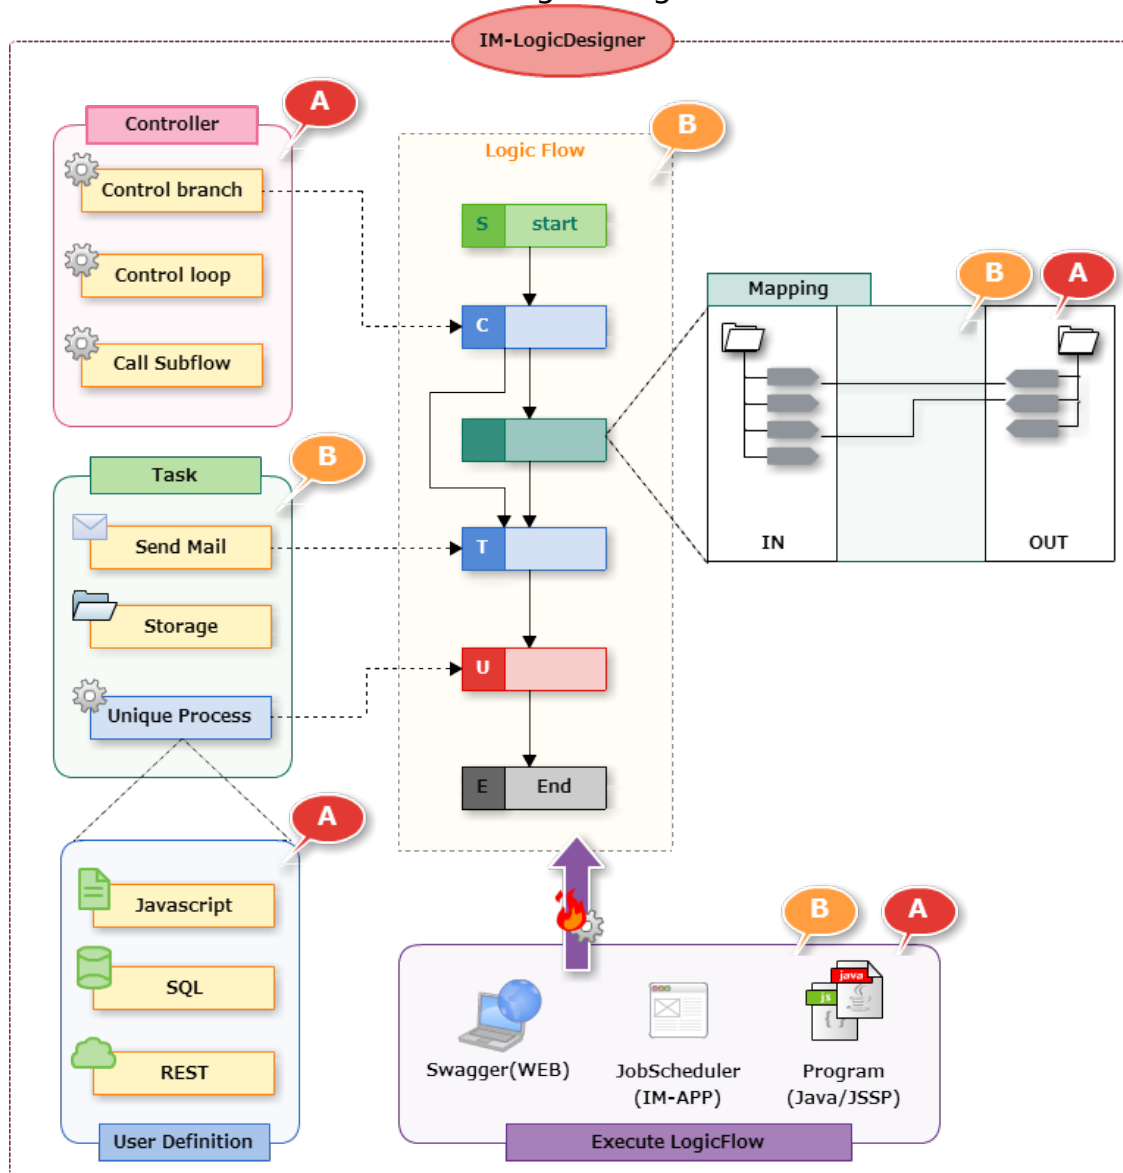 IM-LogicDesigner
A
Controller
Control branch
Control loop
Call Subflow
B
Logic Flow
S start
C
T
U
E End
B
A
Mapping
IN
OUT
B
Task
Send Mail
Storage
Unique Process
A
Javascript
SQL
REST
User Definition
B
A
java
js
{ }
Swagger(WEB)
JobScheduler
(IM-APP)
Program
(Java/JSSP)
Execute LogicFlow